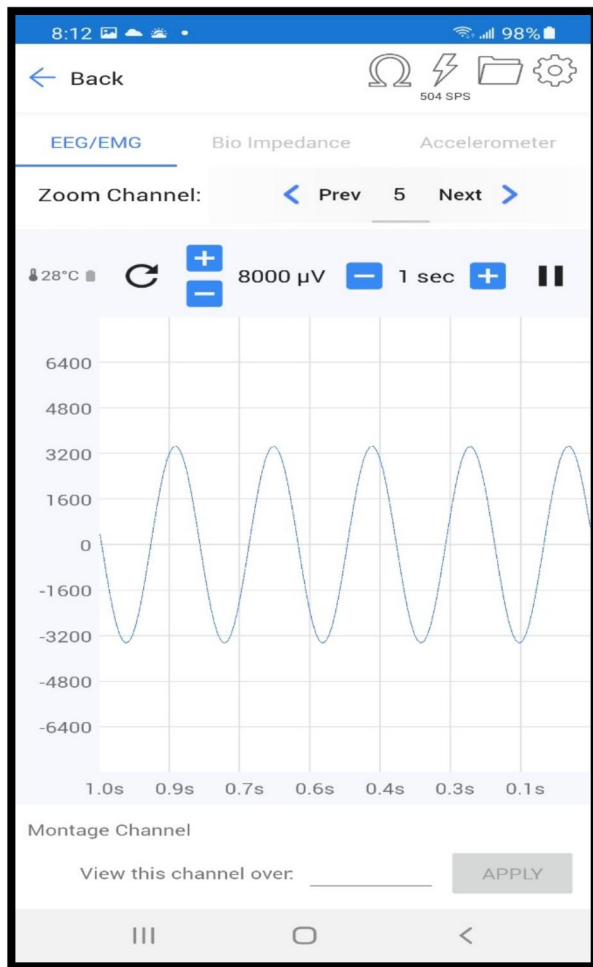 8:12 98%
Back
504 SPS
EEG/EMG Bio Impedance Accelerometer
Zoom Channel: Prev 5 Next
28°C 8000 µV 1 sec
6400
4800
3200
1600
0
-1600
-3200
-4800
-6400
1.0s 0.9s 0.7s 0.6s 0.4s 0.3s 0.1s
Montage Channel
View this channel over: APPLY